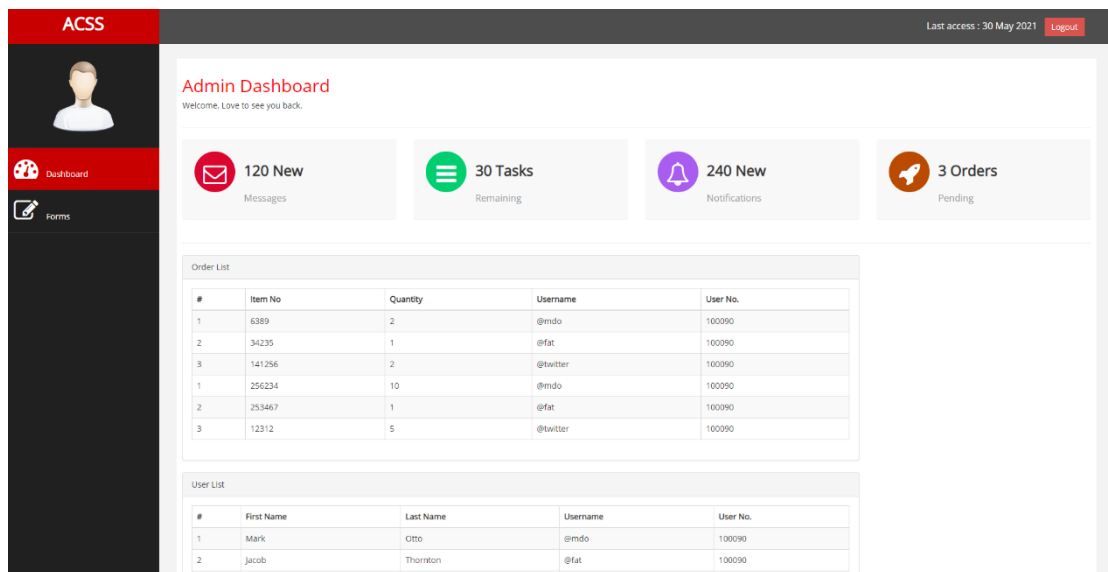 ACSS
Last access : 30 May 2021 Logout
Admin Dashboard
Welcome. Love to see you back.
Dashboard
Forms
120 New
Messages
30 Tasks
Remaining
240 New
Notifications
3 Orders
Pending
Order List
# Item No Quantity Username User No.
1 6389 2 @mdo 100090
2 34235 1 @fat 100090
3 141256 2 @twitter 100090
1 256234 10 @mdo 100090
2 253467 1 @fat 100090
3 12312 5 @twitter 100090
User List
# First Name Last Name Username User No.
1 Mark Otto @mdo 100090
2 Jacob Thornton @fat 100090